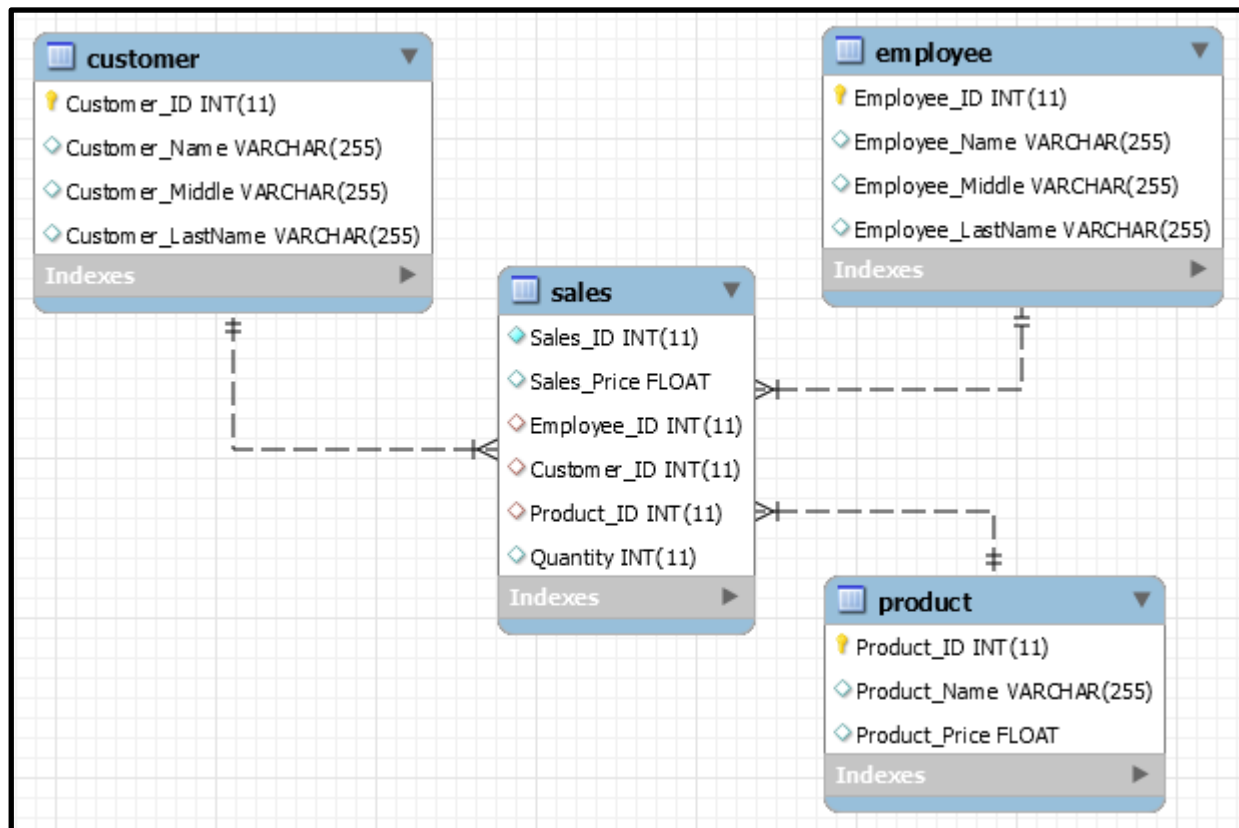 customer
Customer_ID INT(11)
Customer_Name VARCHAR(255)
Customer_Middle VARCHAR(255)
Customer_LastName VARCHAR(255)
Indexes
employee
Employee_ID INT(11)
Employee_Name VARCHAR(255)
Employee_Middle VARCHAR(255)
Employee_LastName VARCHAR(255)
Indexes
sales
Sales_ID INT(11)
Sales_Price FLOAT
Employee_ID INT(11)
Customer_ID INT(11)
Product_ID INT(11)
Quantity INT(11)
Indexes
product
Product_ID INT(11)
Product_Name VARCHAR(255)
Product_Price FLOAT
Indexes